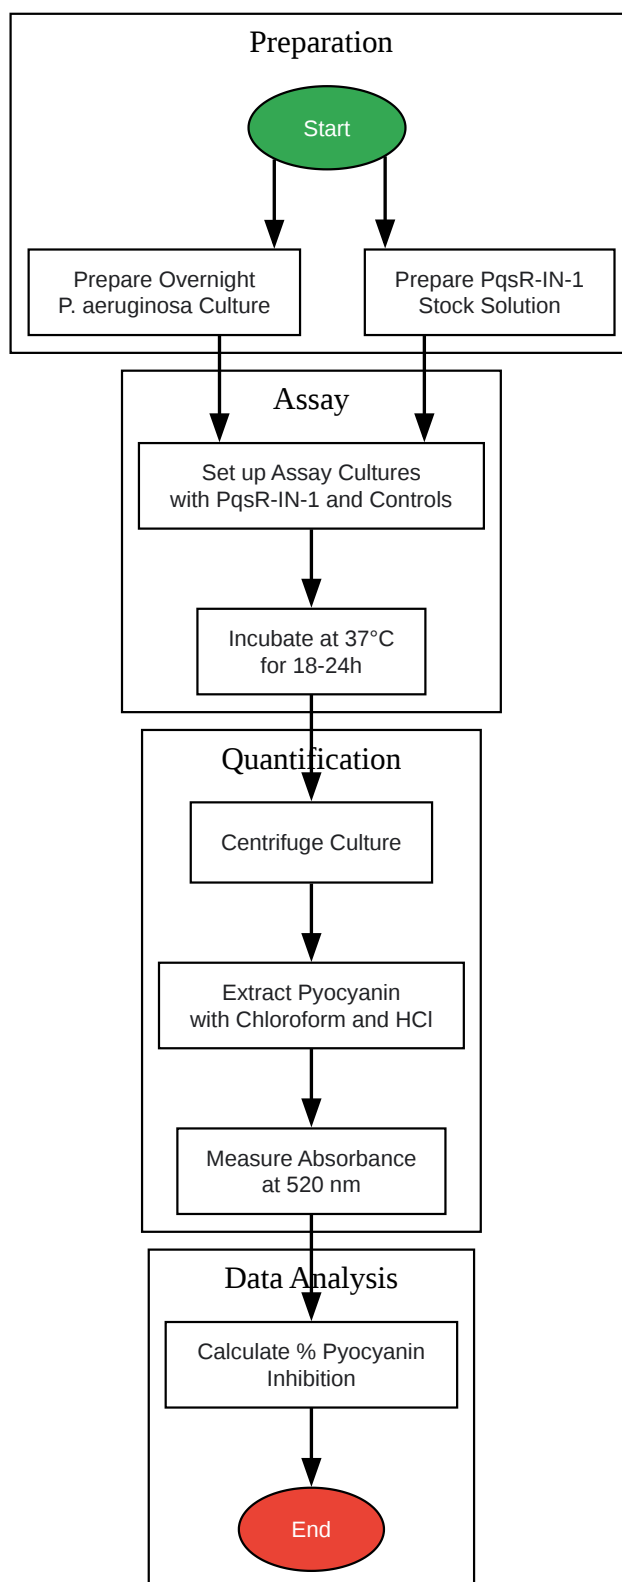 Preparation
Start
Prepare Overnight
P. aeruginosa Culture
Prepare PqsR-IN-1
Stock Solution
Assay
Set up Assay Cultures
with PqsR-IN-1 and Controls
Incubate at 37°C
for 18-24h
Quantification
Centrifuge Culture
Extract Pyocyanin
with Chloroform and HCl
Measure Absorbance
at 520 nm
Data Analysis
Calculate % Pyocyanin
Inhibition
End